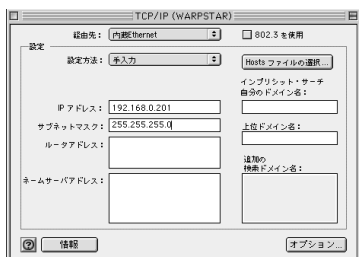 TCP/IP (WARPSTAR)
経由先： 内蔵Ethernet
802.3 を使用
設定
設定方法： 手入力
Hosts ファイルの選択...
インプリシット・サーチ
自分のドメイン名：
IP アドレス： 192.168.0.201
サブネットマスク： 255.255.255.0
上位ドメイン名：
ルータアドレス：
追加の
検索ドメイン名：
ネームサーバアドレス：
?
情報
オプション...